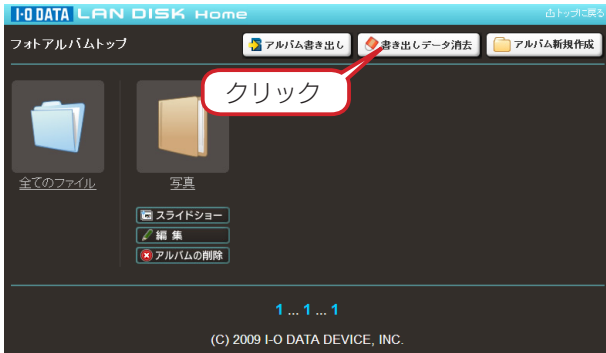 I-O DATA LAN DISK Home
トップに戻る
フォトアルバムトップ
アルバム書き出し
書き出しデータ消去
アルバム新規作成
クリック
全てのファイル
写真
スライドショー
編 集
アルバムの削除
1 ... 1 ... 1
(C) 2009 I-O DATA DEVICE, INC.